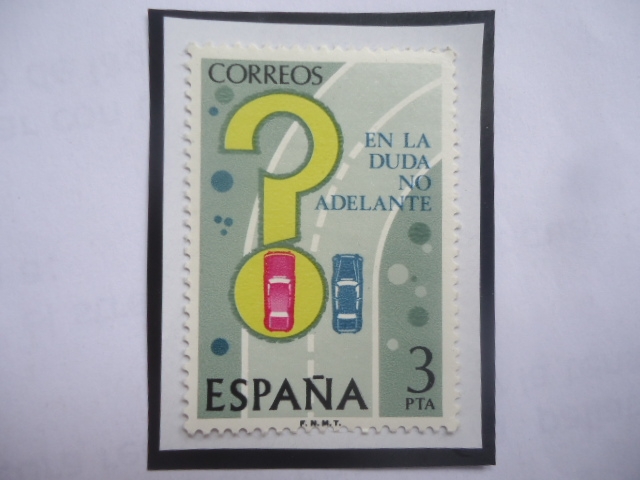 CORREOS
EN LA
DUDA
NO
ADELANTE
3
PTA
ESPAÑA
F.N.M.T.